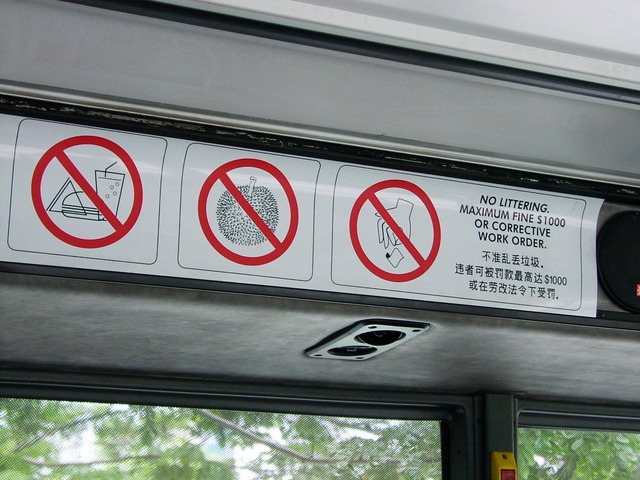 NO LITTERING.
MAXIMUM FINE $1000
OR CORRECTIVE
WORK ORDER.
不准乱丢垃圾。
违者可被罚款最高达$1000
或在劳改法令下受罚。